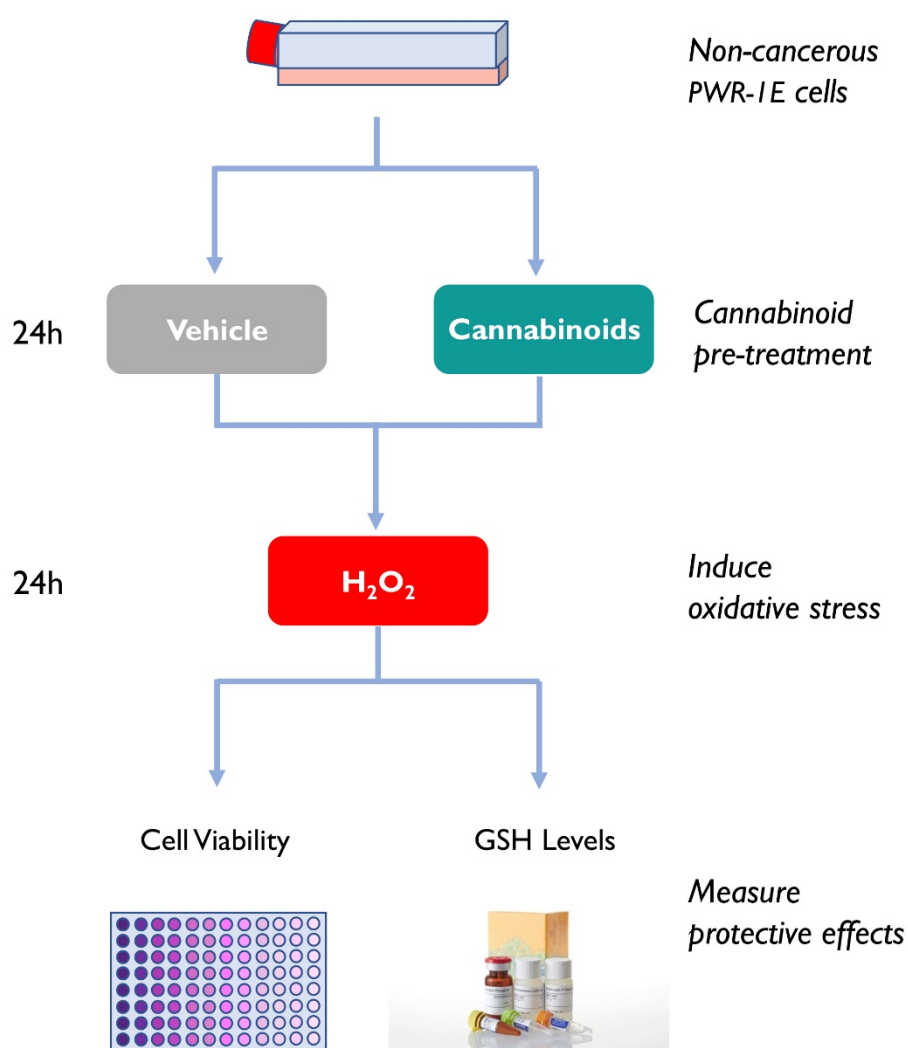 Non-cancerous
PWR-1E cells
24h
Vehicle
Cannabinoids
Cannabinoid
pre-treatment
24h
H₂O₂
Induce
oxidative stress
Cell Viability
GSH Levels
Measure
protective effects